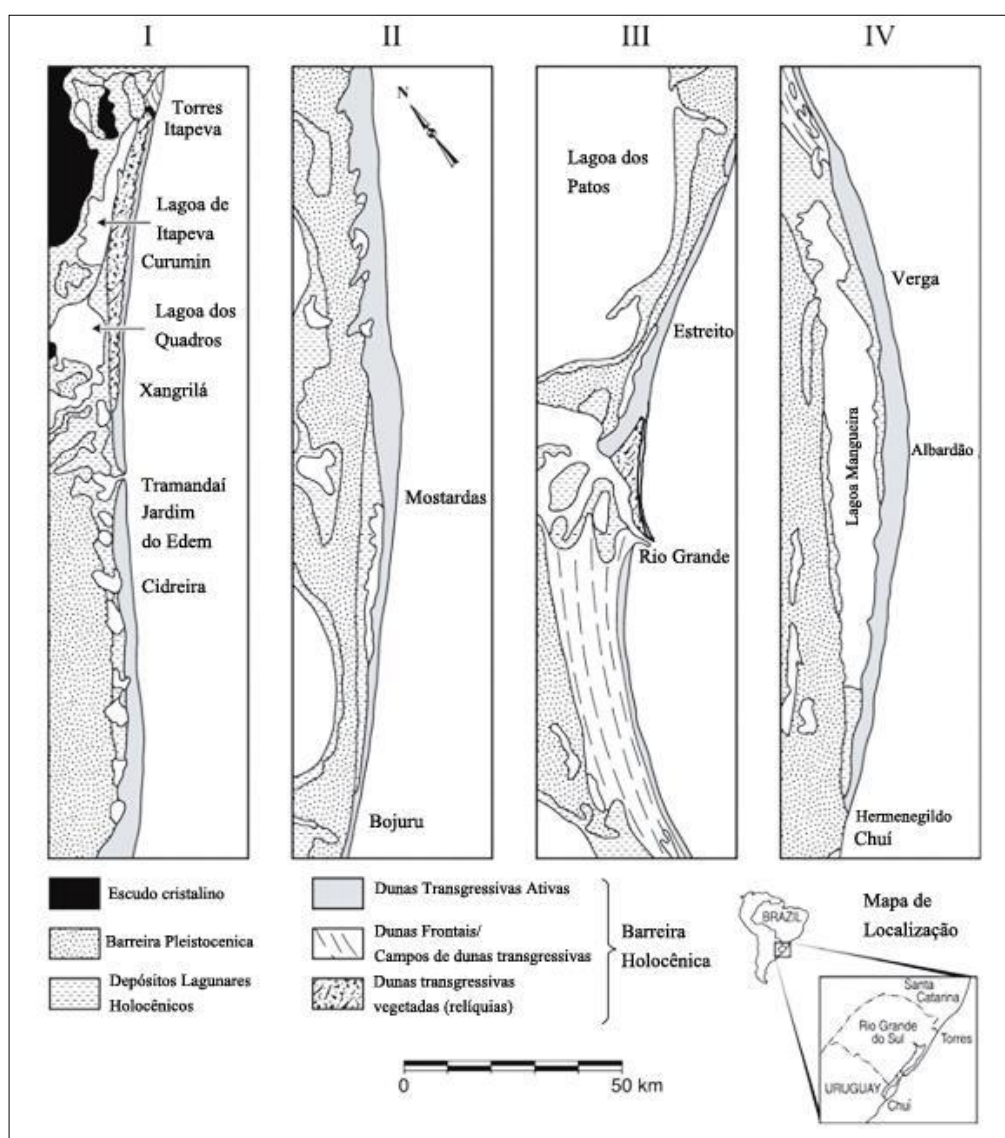 I
II
III
IV
Torres
Itapeva
Lagoa de
Itapeva
Curumin
Lagoa dos
Quadros
Xangrilá
Tramandaí
Jardim
do Edem
Cidreira
N
Mostardas
Bojuru
Lagoa dos
Patos
Estreito
Rio Grande
Verga
Lagoa Mangueira
Albardão
Hermenegildo
Chuí
Escudo cristalino
Barreira Pleistocenica
Depósitos Lagunares
Holocênicos
Dunas Transgressivas Ativas
Dunas Frontais/
Campos de dunas transgressivas
Dunas transgressivas
vegetadas (relíquias)
Barreira
Holocênica
0
50 km
Mapa de
Localização
BRAZIL
Santa
Catarina
Rio Grande
do Sul
Torres
URUGUAY
Chuí